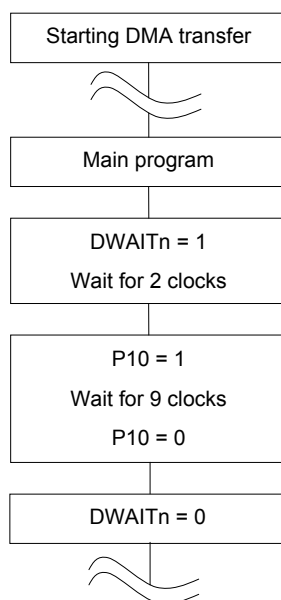 Starting DMA transfer
Main program
DWAITn = 1
Wait for 2 clocks
P10 = 1
Wait for 9 clocks
P10 = 0
DWAITn = 0